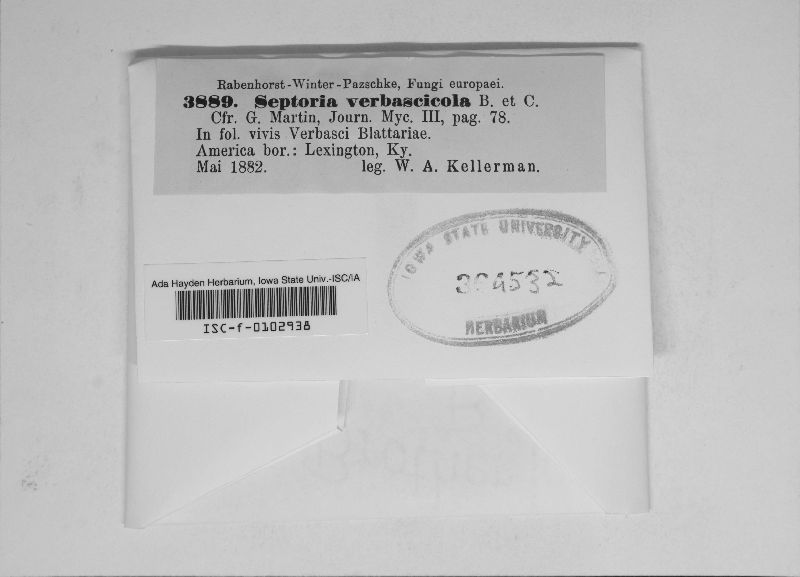 Rabenhorst-Winter-Pazschke, Fungi europaei.
3889. Septoria verbascicola B. et C.
Cfr. G. Martin, Journ. Myc. III, pag. 78.
In fol. vivis Verbasci Blattariae.
America bor.: Lexington, Ky.
Mai 1882. leg. W. A. Kellerman.
IOWA STATE UNIVERSITY
304532
HERBARIUM
Ada Hayden Herbarium, Iowa State Univ.-ISC/IA
ISC-f-0102938